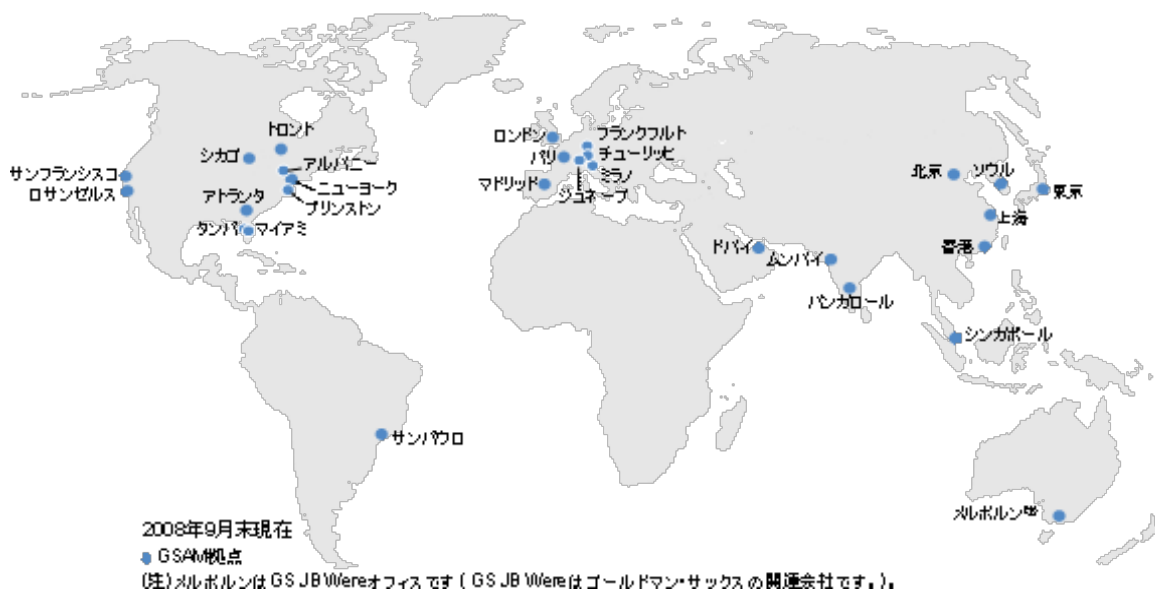 トロント
シカゴ
アルバニー
サンフランシスコ
ニューヨーク
ロサンゼルス
アトランタ
プリンストン
タンパ
マイアミ
サンパウロ
ロンドン
フランクフルト
パリ
チューリッヒ
ミラノ
マドリッド
ジュネーブ
北京
ソウル
東京
上海
香港
ドバイ
ムンバイ
バンガロール
シンガポール
メルボルン
2008年9月末現在
GSAM拠点
(注)メルボルンはGS JB Wereオフィスです ( GS JB Wereはゴールドマン・サックスの関連会社です。)。